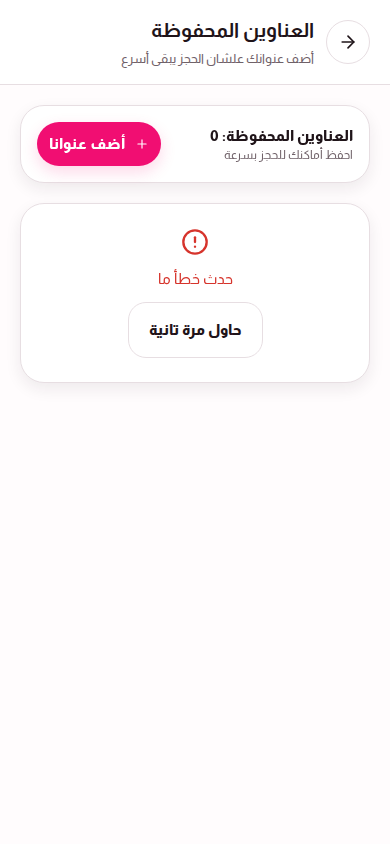 العناوين المحفوظة
أضف عنوانك علشان الحجز يبقى أسرع
العناوين المحفوظة: 0
احفظ أماكنك للحجز بسرعة
أضف عنوانا
حدث خطأ ما
حاول مرة تانية